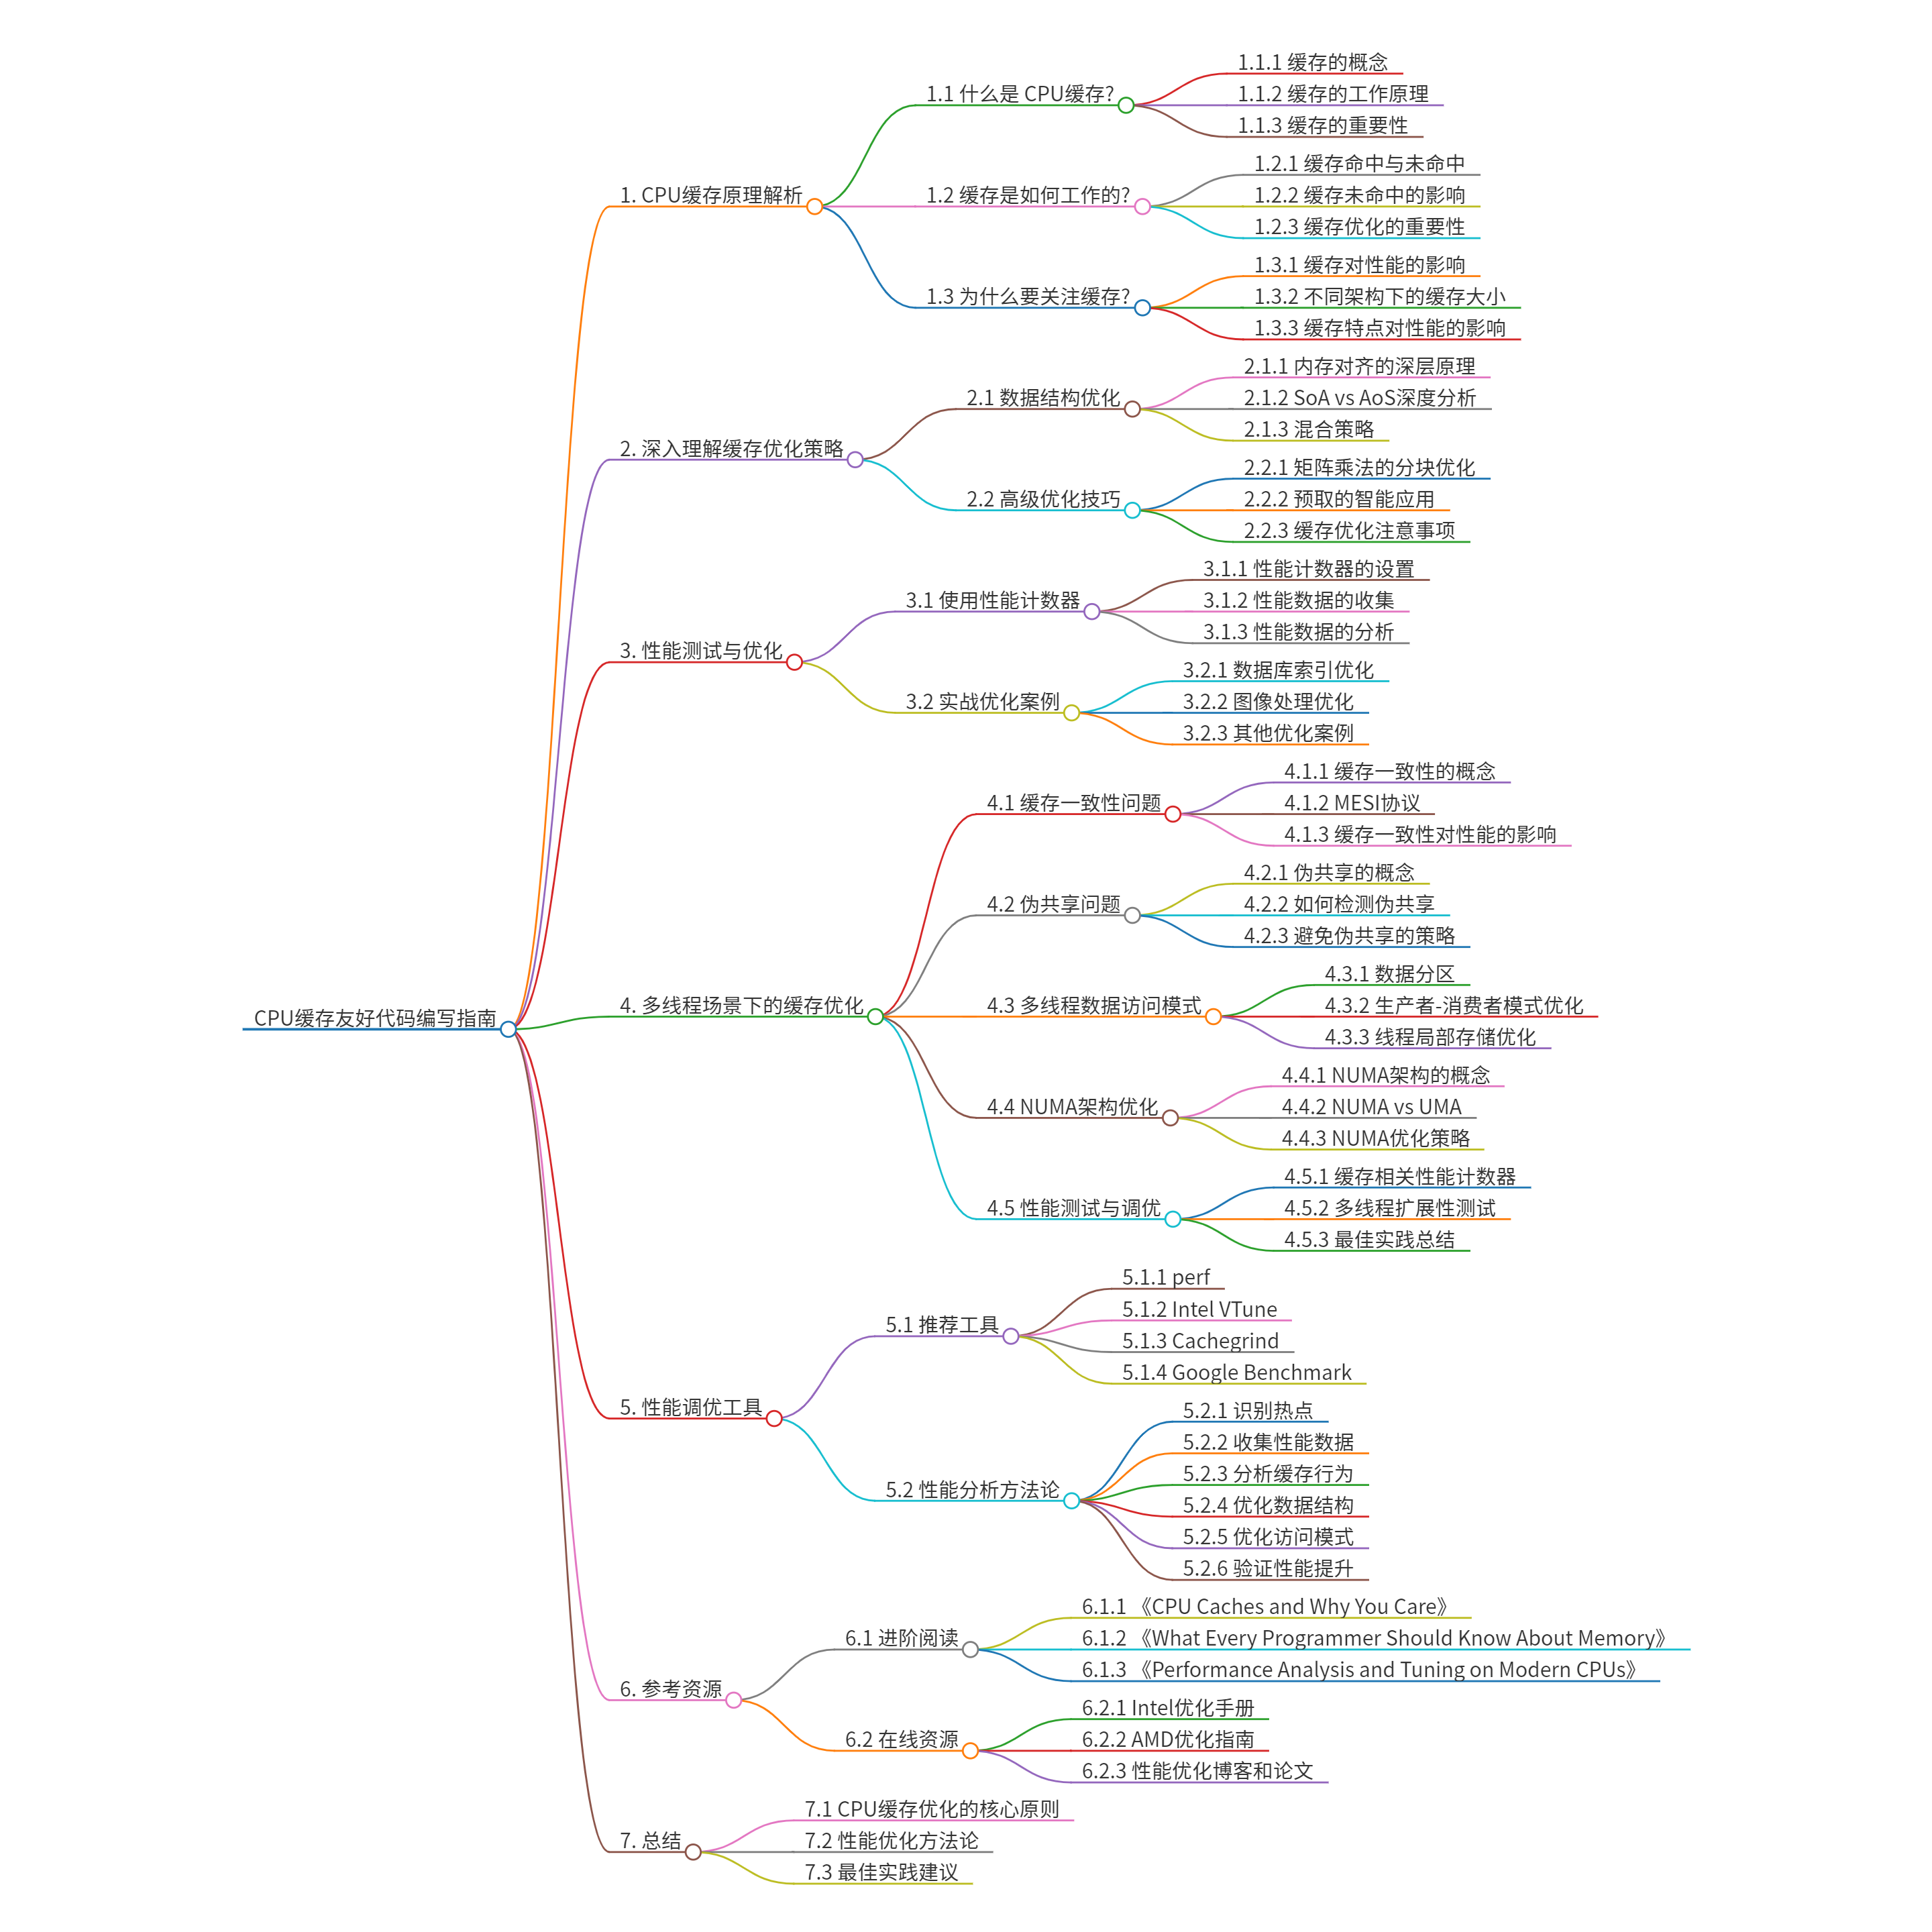 CPU缓存友好代码编写指南
1. CPU缓存原理解析
1.1 什么是 CPU缓存?
1.1.1 缓存的概念
1.1.2 缓存的工作原理
1.1.3 缓存的重要性
1.2 缓存是如何工作的?
1.2.1 缓存命中与未命中
1.2.2 缓存未命中的影响
1.2.3 缓存优化的重要性
1.3 为什么要关注缓存?
1.3.1 缓存对性能的影响
1.3.2 不同架构下的缓存大小
1.3.3 缓存特点对性能的影响
2. 深入理解缓存优化策略
2.1 数据结构优化
2.1.1 内存对齐的深层原理
2.1.2 SoA vs AoS深度分析
2.1.3 混合策略
2.2 高级优化技巧
2.2.1 矩阵乘法的分块优化
2.2.2 预取的智能应用
2.2.3 缓存优化注意事项
3. 性能测试与优化
3.1 使用性能计数器
3.1.1 性能计数器的设置
3.1.2 性能数据的收集
3.1.3 性能数据的分析
3.2 实战优化案例
3.2.1 数据库索引优化
3.2.2 图像处理优化
3.2.3 其他优化案例
4. 多线程场景下的缓存优化
4.1 缓存一致性问题
4.1.1 缓存一致性的概念
4.1.2 MESI协议
4.1.3 缓存一致性对性能的影响
4.2 伪共享问题
4.2.1 伪共享的概念
4.2.2 如何检测伪共享
4.2.3 避免伪共享的策略
4.3 多线程数据访问模式
4.3.1 数据分区
4.3.2 生产者-消费者模式优化
4.3.3 线程局部存储优化
4.4 NUMA架构优化
4.4.1 NUMA架构的概念
4.4.2 NUMA vs UMA
4.4.3 NUMA优化策略
4.5 性能测试与调优
4.5.1 缓存相关性能计数器
4.5.2 多线程扩展性测试
4.5.3 最佳实践总结
5. 性能调优工具
5.1 推荐工具
5.1.1 perf
5.1.2 Intel VTune
5.1.3 Cachegrind
5.1.4 Google Benchmark
5.2 性能分析方法论
5.2.1 识别热点
5.2.2 收集性能数据
5.2.3 分析缓存行为
5.2.4 优化数据结构
5.2.5 优化访问模式
5.2.6 验证性能提升
6. 参考资源
6.1 进阶阅读
6.1.1 《CPU Caches and Why You Care》
6.1.2 《What Every Programmer Should Know About Memory》
6.1.3 《Performance Analysis and Tuning on Modern CPUs》
6.2 在线资源
6.2.1 Intel优化手册
6.2.2 AMD优化指南
6.2.3 性能优化博客和论文
7. 总结
7.1 CPU缓存优化的核心原则
7.2 性能优化方法论
7.3 最佳实践建议